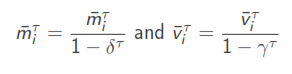 m̄ᵢᵗ = m̄ᵢᵗ / (1 − δᵗ) and v̄ᵢᵗ = v̄ᵢᵗ / (1 − γᵗ)